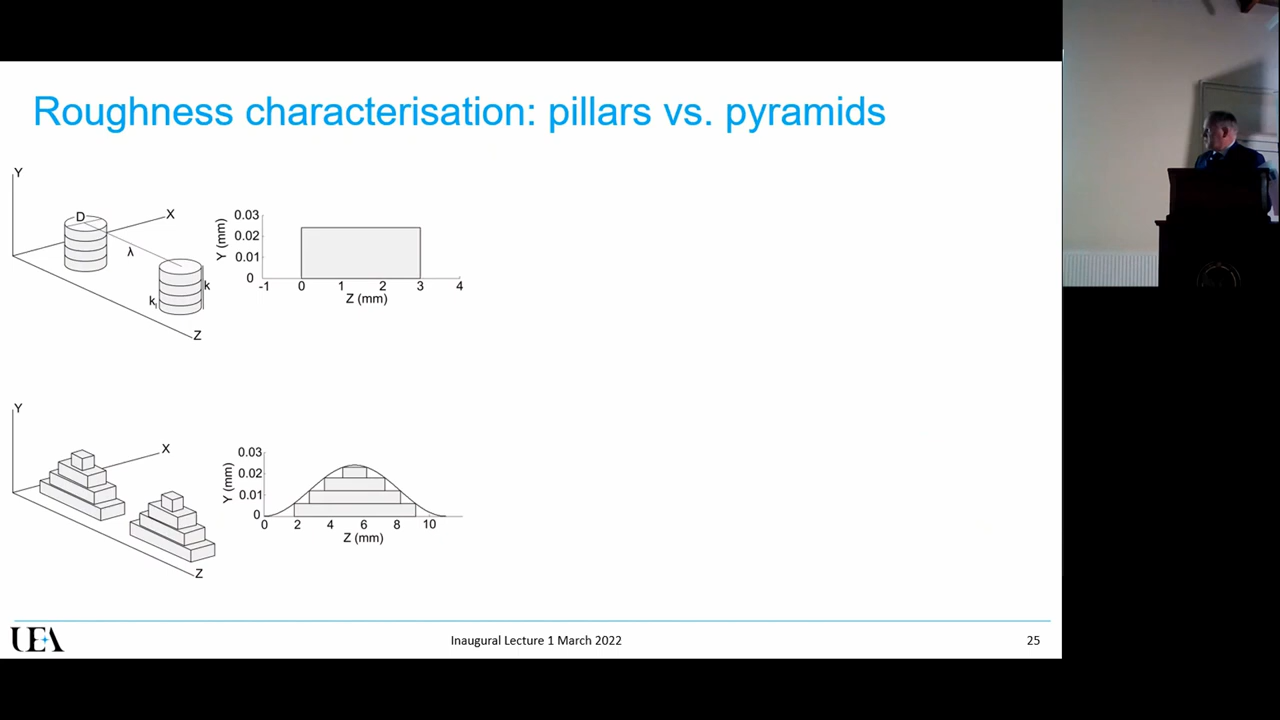 Roughness characterisation: pillars vs. pyramids
Y
D
X
λ
k
k
Z
Y (mm)
0.03
0.02
0.01
0
-1 0 1 2 3 4
Z (mm)
Y
X
Z
Y (mm)
0.03
0.02
0.01
0
0 2 4 6 8 10
Z (mm)
UEA
Inaugural Lecture 1 March 2022
25